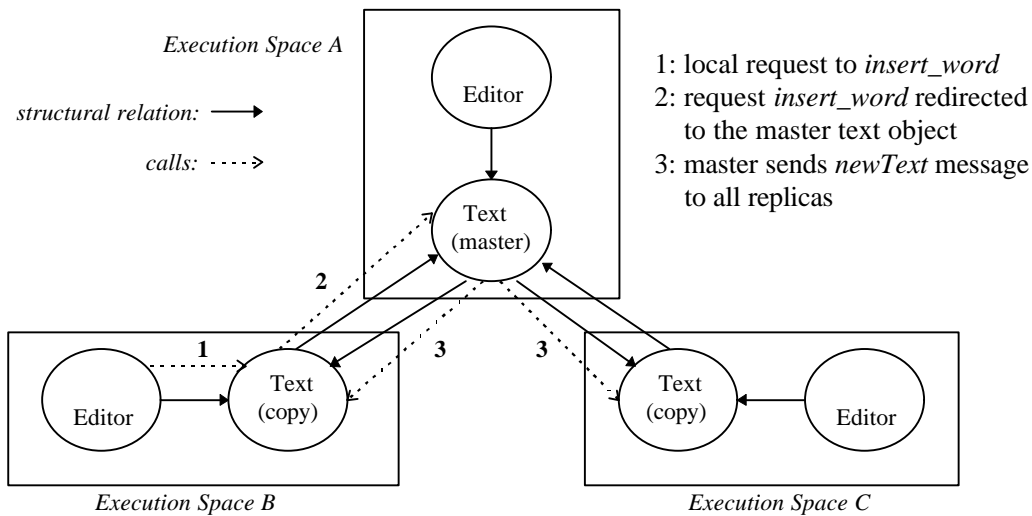 Execution Space A
structural relation:
calls:
Editor
Text
(master)
1: local request to insert_word
2: request insert_word redirected
to the master text object
3: master sends newText message
to all replicas
2
3
3
1
Editor
Text
(copy)
Execution Space B
Text
(copy)
Editor
Execution Space C